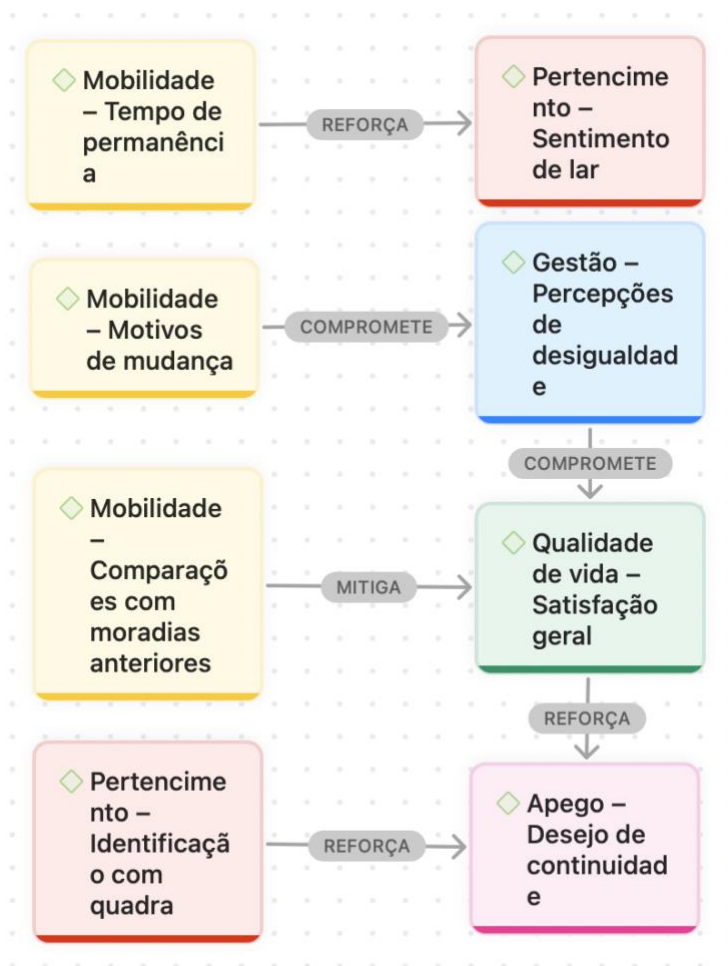 Mobilidade
– Tempo de
permanênci
a
REFORÇA
Pertencime
nto –
Sentimento
de lar
Mobilidade
– Motivos
de mudança
COMPROMETE
Gestão –
Percepções
de
desigualdad
e
COMPROMETE
Mobilidade
–
Comparaçõ
es com
moradias
anteriores
MITIGA
Qualidade
de vida –
Satisfação
geral
REFORÇA
Pertencime
nto –
Identificaçã
o com
quadra
REFORÇA
Apego –
Desejo de
continuidad
e